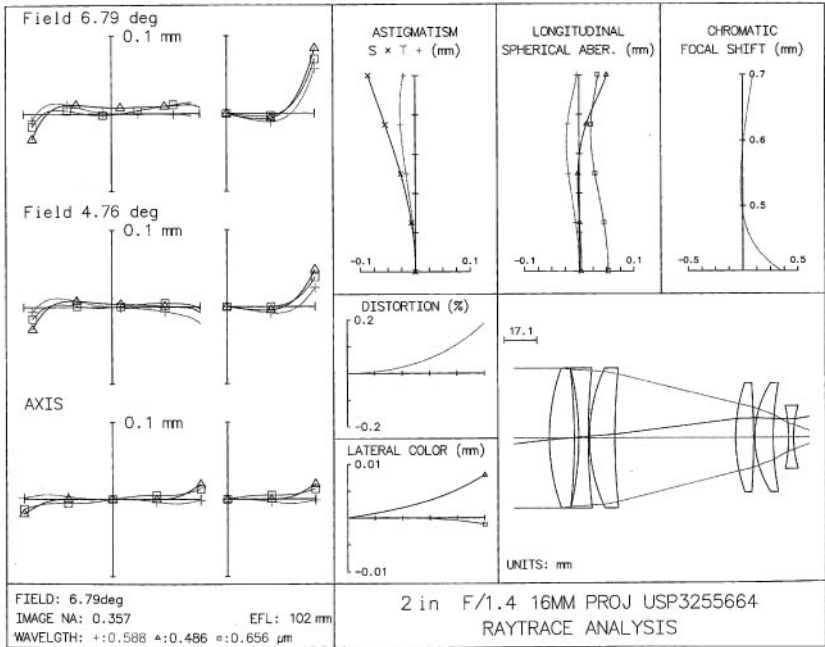 Field 6.79 deg
0.1 mm
Field 4.76 deg
0.1 mm
AXIS
0.1 mm
ASTIGMATISM
S × T + (mm)
-0.1
0.1
LONGITUDINAL
SPHERICAL ABER. (mm)
-0.1
0.1
CHROMATIC
FOCAL SHIFT (mm)
0.7
0.6
0.5
-0.5
0.5
DISTORTION (%)
0.2
-0.2
LATERAL COLOR (mm)
0.01
-0.01
17.1
UNITS: mm
FIELD: 6.79deg
IMAGE NA: 0.357 EFL: 102 mm
WAVELGTH: +:0.588 ▵:0.486 ▫:0.656 µm
2 in F/1.4 16MM PROJ USP3255664
RAYTRACE ANALYSIS